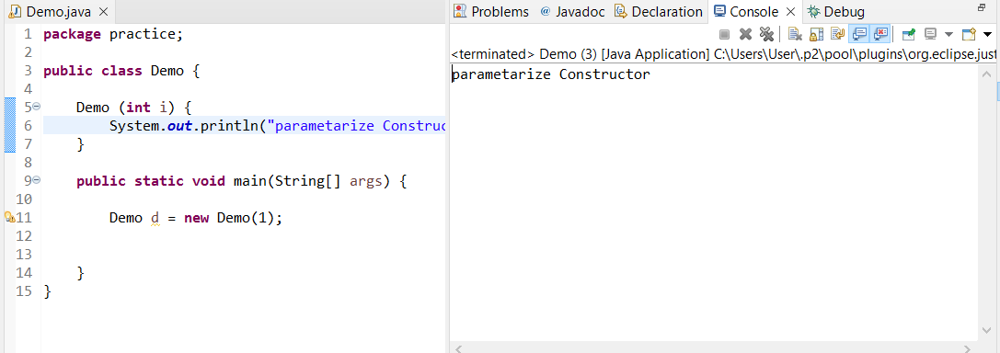 Demo.java
1 package practice;
2
3 public class Demo {
4
5 Demo (int i) {
6 System.out.println("parametarize Construc
7 }
8
9 public static void main(String[] args) {
10
11 Demo d = new Demo(1);
12
13
14 }
15 }
Problems @ Javadoc Declaration Console Debug
<terminated> Demo (3) [Java Application] C:\Users\User\.p2\pool\plugins\org.eclipse.just
parametarize Constructor